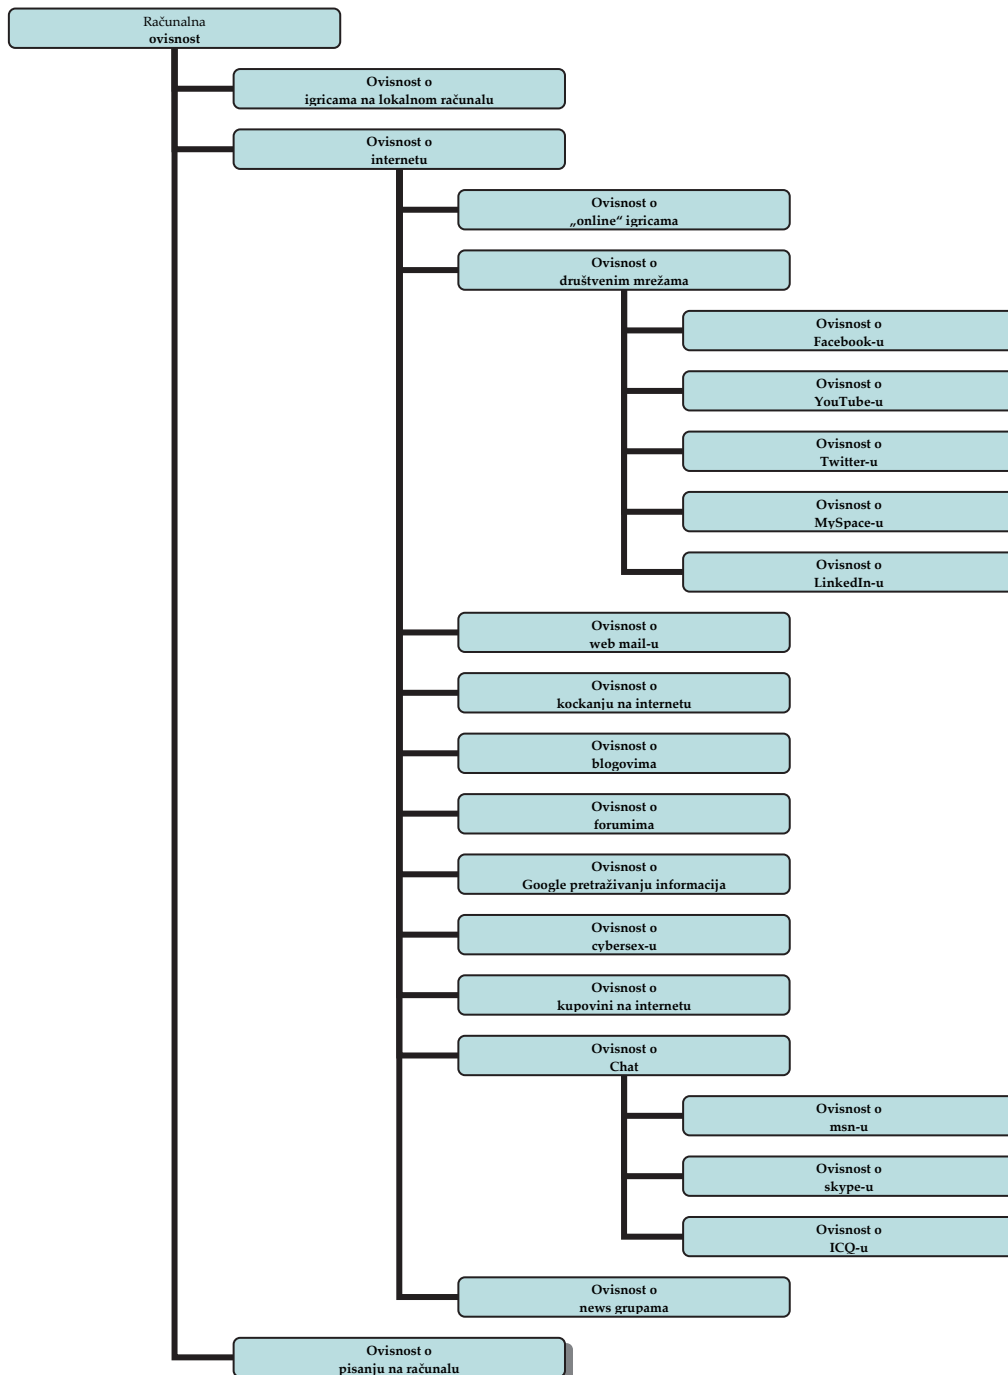 Računalna
ovisnost
Ovisnost o
igricama na lokalnom računalu
Ovisnost o
internetu
Ovisnost o
„online“ igricama
Ovisnost o
društvenim mrežama
Ovisnost o
Facebook-u
Ovisnost o
YouTube-u
Ovisnost o
Twitter-u
Ovisnost o
MySpace-u
Ovisnost o
LinkedIn-u
Ovisnost o
web mail-u
Ovisnost o
kockanju na internetu
Ovisnost o
blogovima
Ovisnost o
forumima
Ovisnost o
Google pretraživanju informacija
Ovisnost o
cybersex-u
Ovisnost o
kupovini na internetu
Ovisnost o
Chat
Ovisnost o
msn-u
Ovisnost o
skype-u
Ovisnost o
ICQ-u
Ovisnost o
news grupama
Ovisnost o
pisanju na računalu